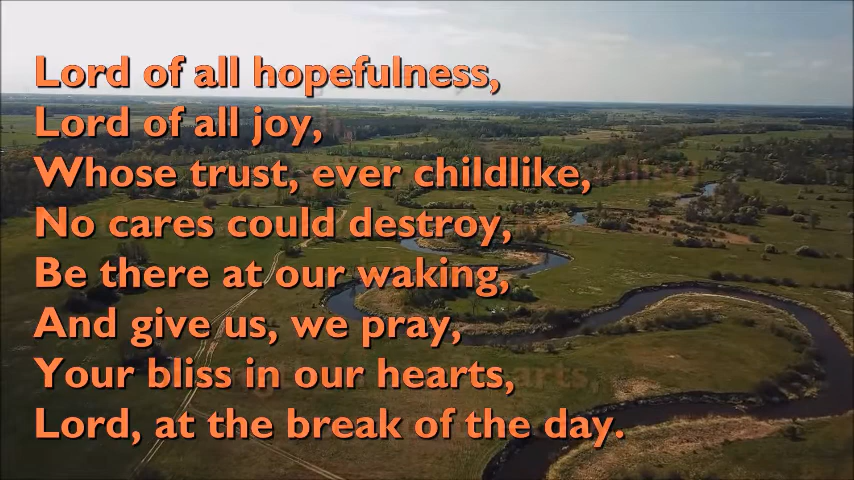 Lord of all hopefulness,
Lord of all joy,
Whose trust, ever childlike,
No cares could destroy,
Be there at our waking,
And give us, we pray,
Your bliss in our hearts,
Lord, at the break of the day.